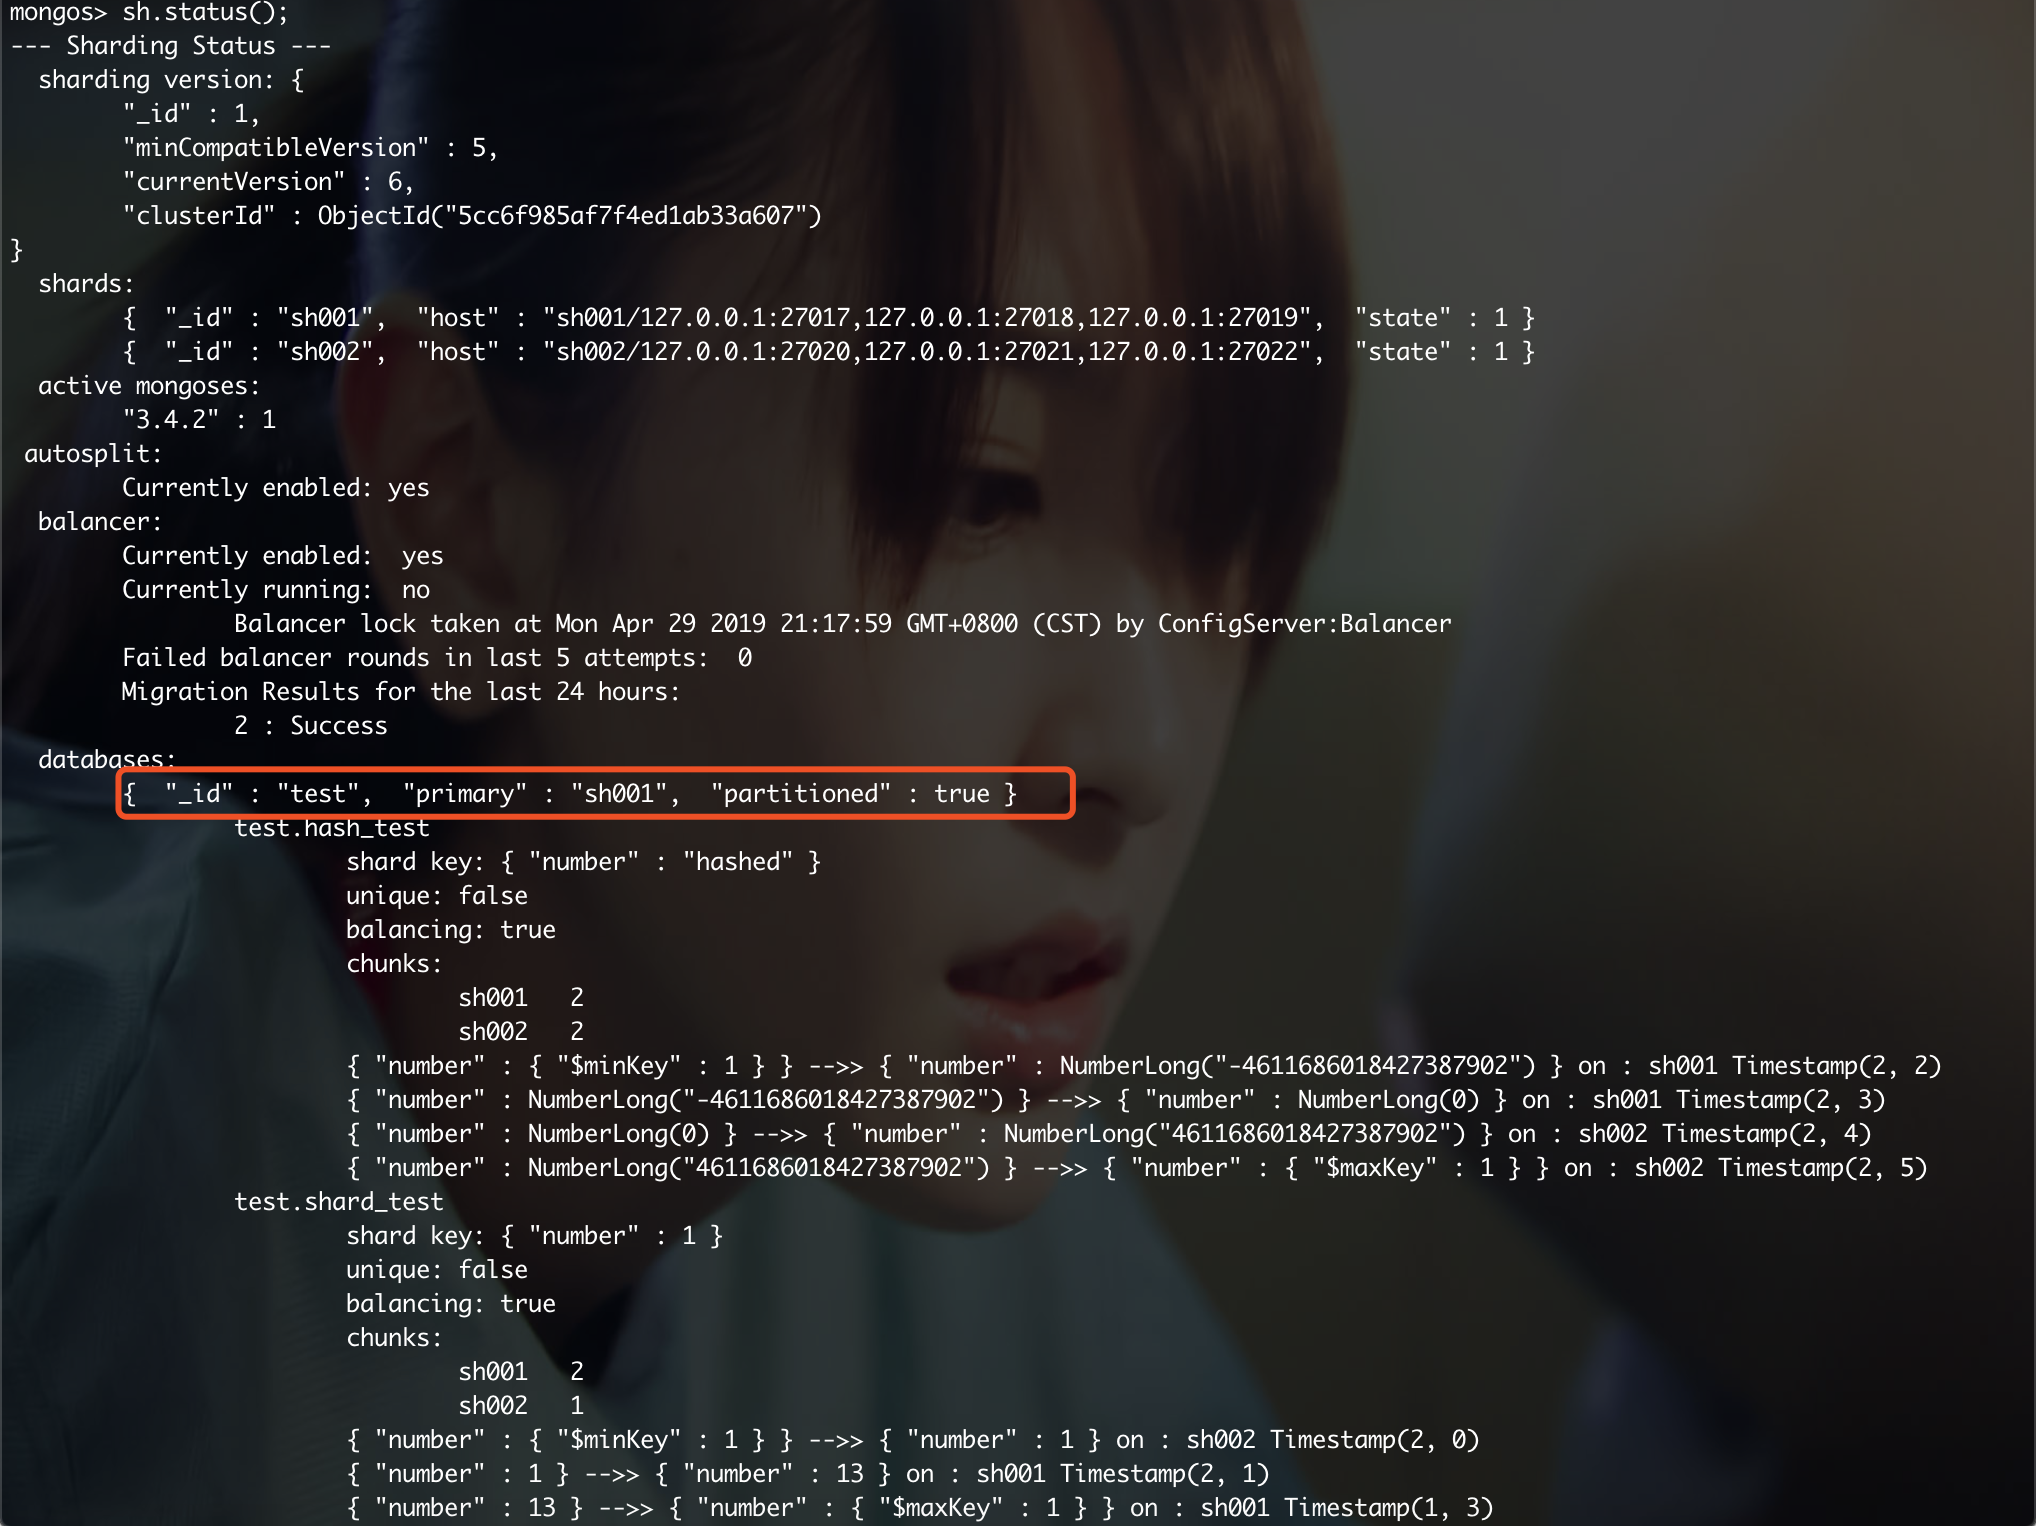 mongos> sh.status();
--- Sharding Status ---
  sharding version: {
        "_id" : 1,
        "minCompatibleVersion" : 5,
        "currentVersion" : 6,
        "clusterId" : ObjectId("5cc6f985af7f4ed1ab33a607")
}
  shards:
        {  "_id" : "sh001",  "host" : "sh001/127.0.0.1:27017,127.0.0.1:27018,127.0.0.1:27019",  "state" : 1 }
        {  "_id" : "sh002",  "host" : "sh002/127.0.0.1:27020,127.0.0.1:27021,127.0.0.1:27022",  "state" : 1 }
  active mongoses:
        "3.4.2" : 1
 autosplit:
        Currently enabled: yes
  balancer:
        Currently enabled:  yes
        Currently running:  no
                Balancer lock taken at Mon Apr 29 2019 21:17:59 GMT+0800 (CST) by ConfigServer:Balancer
        Failed balancer rounds in last 5 attempts:  0
        Migration Results for the last 24 hours:
                2 : Success
  databases:
        {  "_id" : "test",  "primary" : "sh001",  "partitioned" : true }
                test.hash_test
                        shard key: { "number" : "hashed" }
                        unique: false
                        balancing: true
                        chunks:
                                sh001   2
                                sh002   2
                        { "number" : { "$minKey" : 1 } } -->> { "number" : NumberLong("-4611686018427387902") } on : sh001 Timestamp(2, 2)
                        { "number" : NumberLong("-4611686018427387902") } -->> { "number" : NumberLong(0) } on : sh001 Timestamp(2, 3)
                        { "number" : NumberLong(0) } -->> { "number" : NumberLong("4611686018427387902") } on : sh002 Timestamp(2, 4)
                        { "number" : NumberLong("4611686018427387902") } -->> { "number" : { "$maxKey" : 1 } } on : sh002 Timestamp(2, 5)
                test.shard_test
                        shard key: { "number" : 1 }
                        unique: false
                        balancing: true
                        chunks:
                                sh001   2
                                sh002   1
                        { "number" : { "$minKey" : 1 } } -->> { "number" : 1 } on : sh002 Timestamp(2, 0)
                        { "number" : 1 } -->> { "number" : 13 } on : sh001 Timestamp(2, 1)
                        { "number" : 13 } -->> { "number" : { "$maxKey" : 1 } } on : sh001 Timestamp(1, 3)